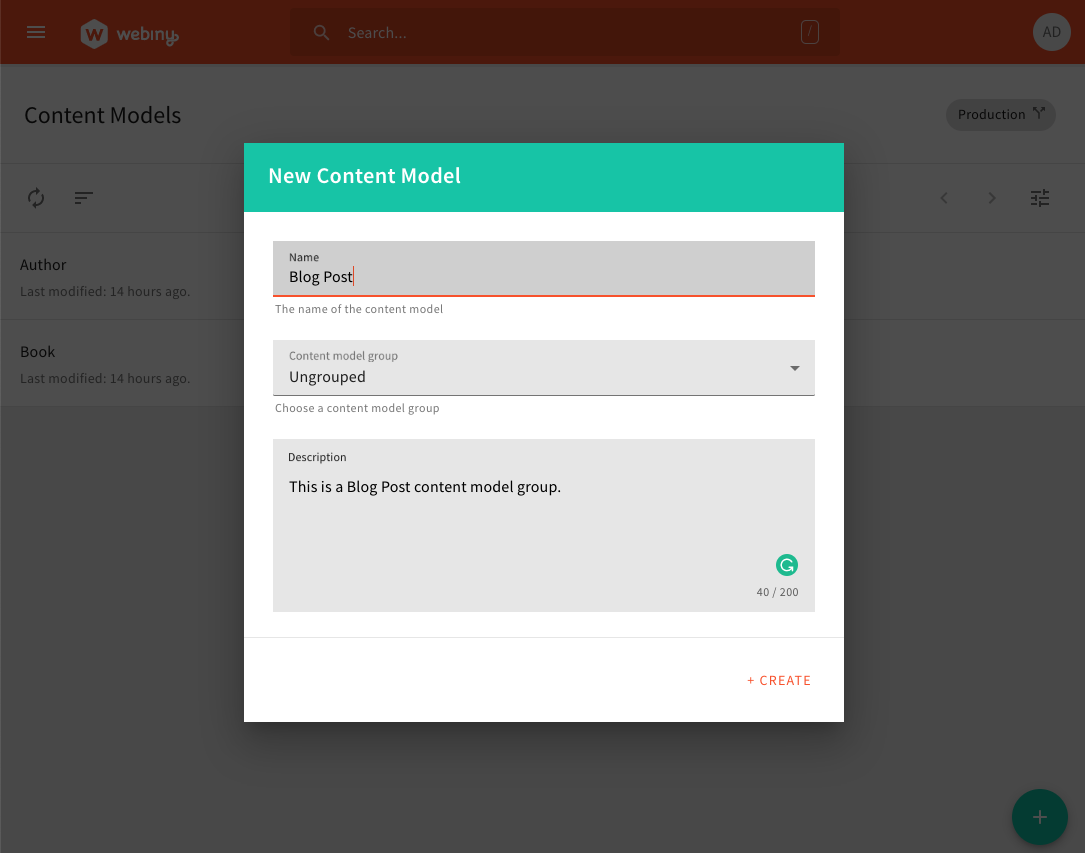 webiny
Search...
/
AD
Content Models
Production
New Content Model
Author
Last modified: 14 hours ago.
Book
Last modified: 14 hours ago.
Name
Blog Post
The name of the content model
Content model group
Ungrouped
Choose a content model group
Description
This is a Blog Post content model group.
40 / 200
+ CREATE